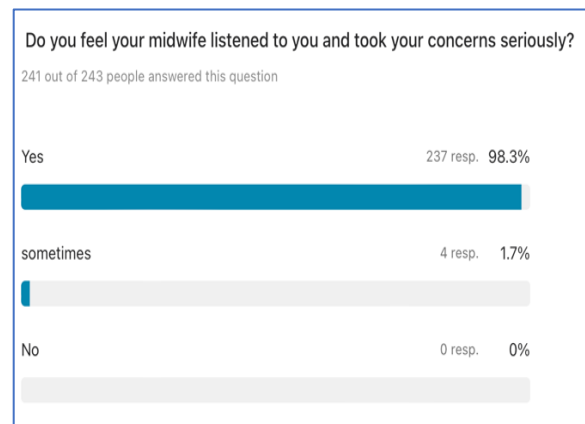 Do you feel your midwife listened to you and took your concerns seriously?
241 out of 243 people answered this question
Yes 237 resp. 98.3%
sometimes 4 resp. 1.7%
No 0 resp. 0%